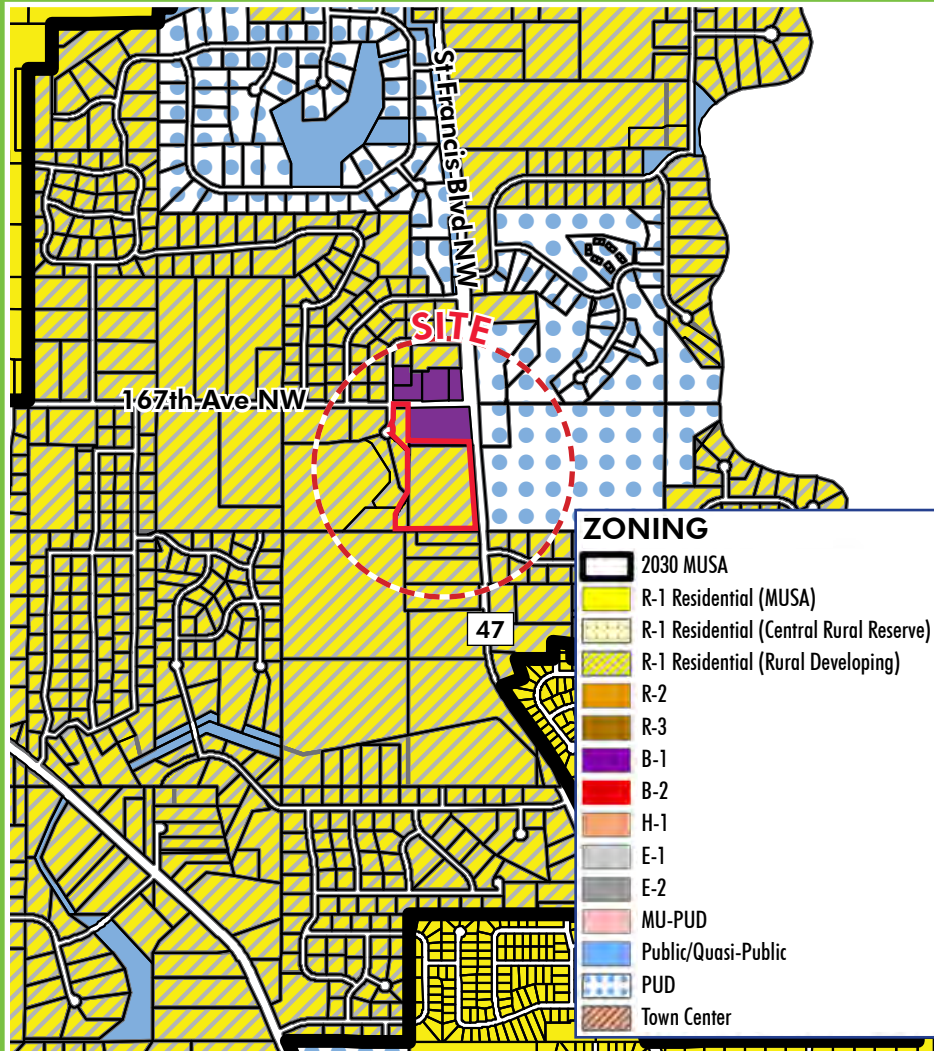 St Francis Blvd NW
SITE
167th Ave NW
47
ZONING
2030 MUSA
R-1 Residential (MUSA)
R-1 Residential (Central Rural Reserve)
R-1 Residential (Rural Developing)
R-2
R-3
B-1
B-2
H-1
E-1
E-2
MU-PUD
Public/Quasi-Public
PUD
Town Center